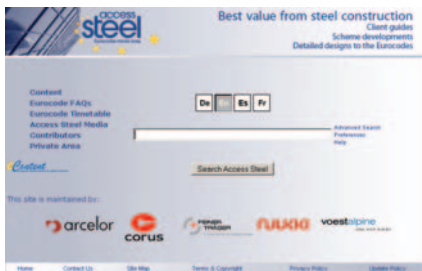 access
steel
Best value from steel construction
Client guides
Scheme developments
Detailed designs to the Eurocodes
Content
Eurocode FAQs
Eurocode Timetable
Access Steel Media
Contributors
Private Area
De Es Fr
Advanced Search
Preferences
Help
Content
Search Access Steel
This site is maintained by:
arcelor
corus
PEINER
TRÄGER
RUUKKI
voestalpine
Home Contact Us Site Map Terms & Copyright Privacy Policy Update Policy